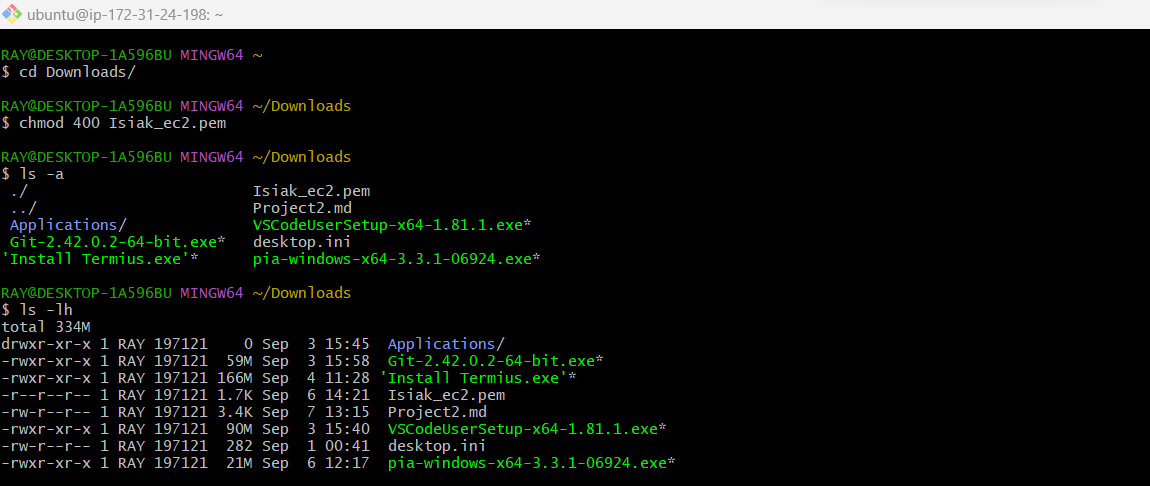 ubuntu@ip-172-31-24-198: ~
RAY@DESKTOP-1A596BU MINGW64 ~
$ cd Downloads/
RAY@DESKTOP-1A596BU MINGW64 ~/Downloads
$ chmod 400 Isiak_ec2.pem
RAY@DESKTOP-1A596BU MINGW64 ~/Downloads
$ ls -a
./ Isiak_ec2.pem
../ Project2.md
Applications/ VSCodeUserSetup-x64-1.81.1.exe*
Git-2.42.0.2-64-bit.exe* desktop.ini
'Install Termius.exe'* pia-windows-x64-3.3.1-06924.exe*
RAY@DESKTOP-1A596BU MINGW64 ~/Downloads
$ ls -lh
total 334M
drwxr-xr-x 1 RAY 197121 0 Sep 3 15:45 Applications/
-rwxr-xr-x 1 RAY 197121 59M Sep 3 15:58 Git-2.42.0.2-64-bit.exe*
-rwxr-xr-x 1 RAY 197121 166M Sep 4 11:28 'Install Termius.exe'*
-r--r--r-- 1 RAY 197121 1.7K Sep 6 14:21 Isiak_ec2.pem
-rw-r--r-- 1 RAY 197121 3.4K Sep 7 13:15 Project2.md
-rwxr-xr-x 1 RAY 197121 90M Sep 3 15:40 VSCodeUserSetup-x64-1.81.1.exe*
-rw-r--r-- 1 RAY 197121 282 Sep 1 00:41 desktop.ini
-rwxr-xr-x 1 RAY 197121 21M Sep 6 12:17 pia-windows-x64-3.3.1-06924.exe*